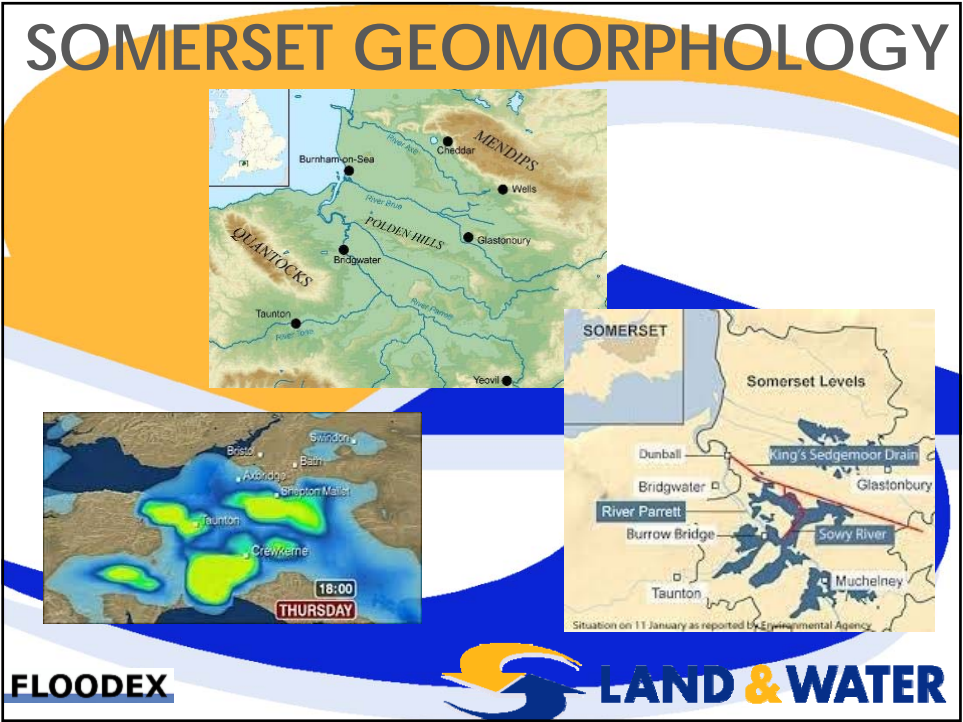 SOMERSET GEOMORPHOLOGY
MENDIPS
River Axe
Cheddar
Burnham-on-Sea
Wells
River Brue
POLDEN HILLS
Glastonbury
QUANTOCKS
Bridgwater
Taunton
River Parrett
Yeovil
SOMERSET
Somerset Levels
Dunball
King's Sedgemoor Drain
Bridgwater
Glastonbury
River Parrett
Burrow Bridge
Sowy River
Muchelney
Taunton
Situation on 11 January as reported by Environmental Agency
Swindon
Bristo
Bath
Axbridge
Shepton Mallet
Taunton
Crewkerne
18:00
THURSDAY
FLOODEX
LAND & WATER